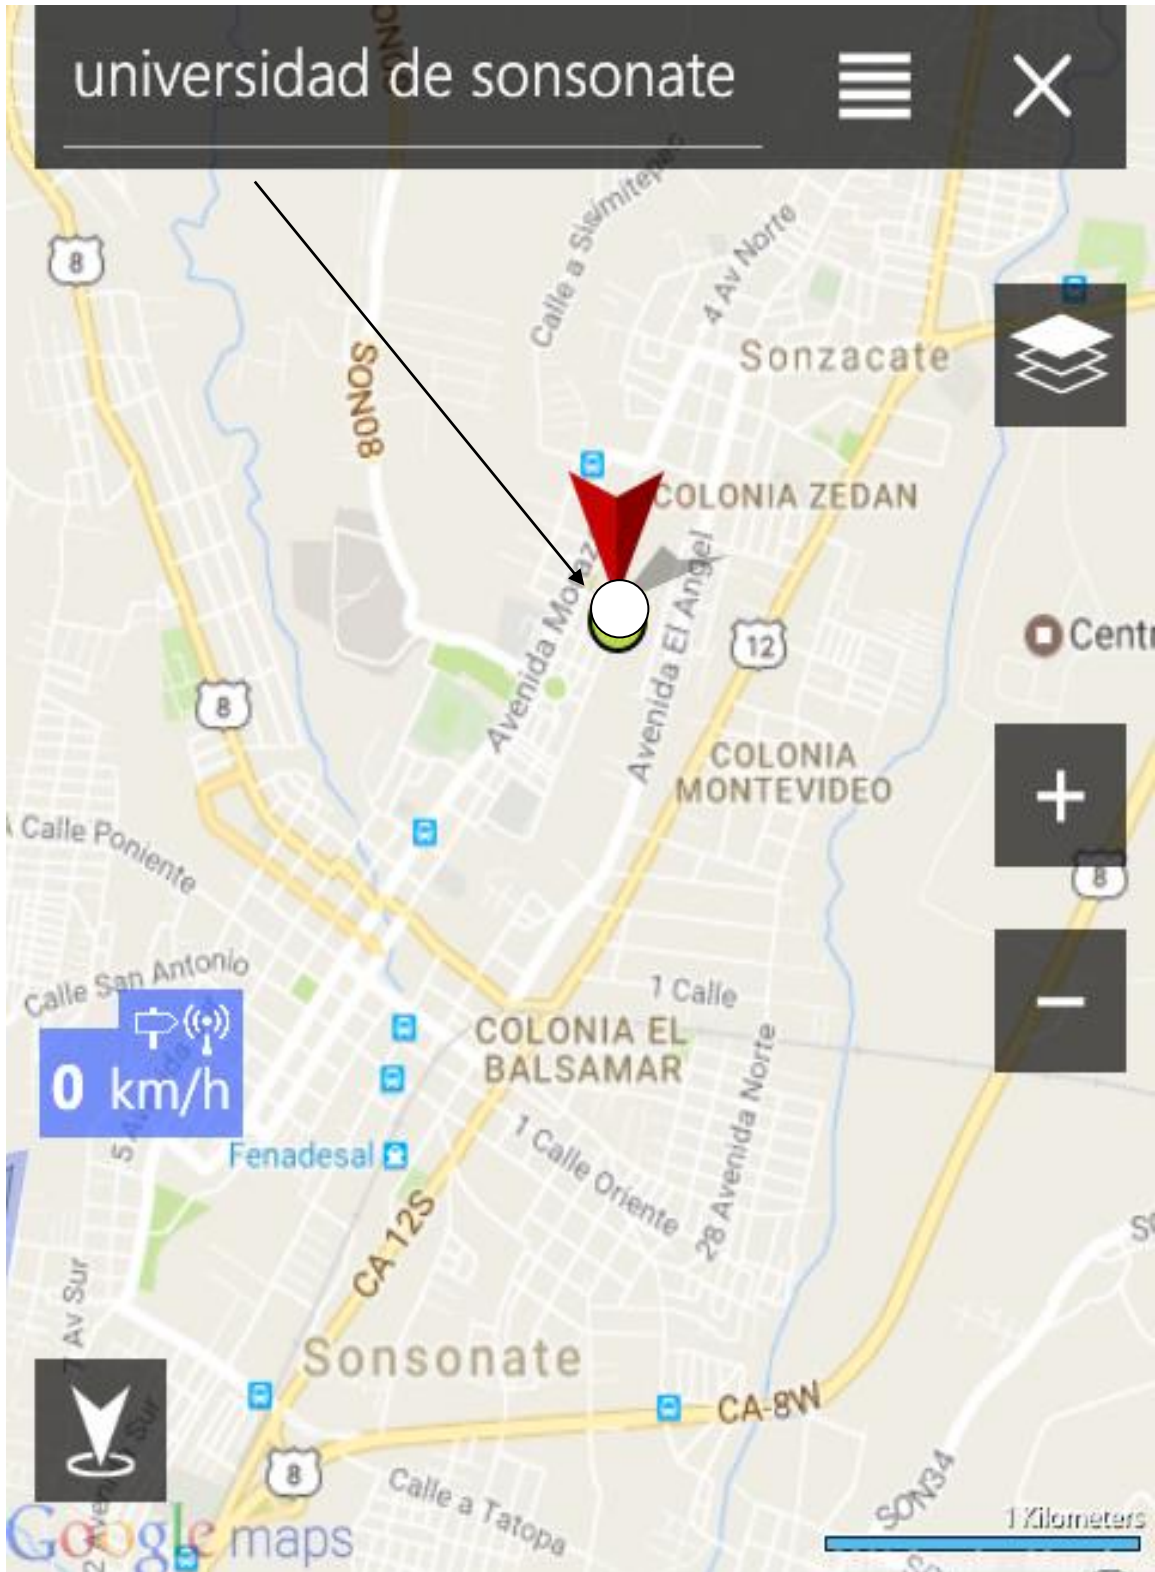 universidad de sonsonate
Calle a Sisimitepec
4 Av Norte
8
SON08
Sonzacate
COLONIA ZEDAN
Avenida Moraz
Avenida El Angel
12
Centr
8
COLONIA
MONTEVIDEO
Calle Poniente
8
Calle San Antonio
1 Calle
COLONIA EL
BALSAMAR
0 km/h
28 Avenida Norte
Fenadesal
1 Calle Oriente
CA 12S
7 Av Sur
Sonsonate
CA-8W
8
Calle a Tatopa
SON34
1 Kilometers
Google maps